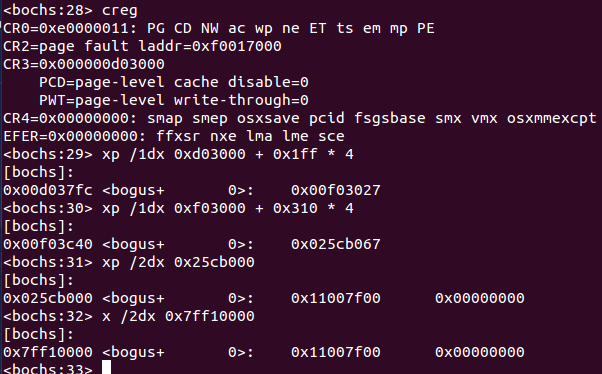 <bochs:28> creg
CR0=0xe0000011: PG CD NW ac wp ne ET ts em mp PE
CR2=page fault laddr=0xf0017000
CR3=0x000000d03000
    PCD=page-level cache disable=0
    PWT=page-level write-through=0
CR4=0x00000000: smap smep osxsave pcid fsgsbase smx vmx osxmmexcpt
EFER=0x00000000: ffxsr nxe lma lme sce
<bochs:29> xp /1dx 0xd03000 + 0x1ff * 4
[bochs]:
0x00d037fc <bogus+       0>:    0x00f03027
<bochs:30> xp /1dx 0xf03000 + 0x310 * 4
[bochs]:
0x00f03c40 <bogus+       0>:    0x025cb067
<bochs:31> xp /2dx 0x25cb000
[bochs]:
0x025cb000 <bogus+       0>:    0x11007f00      0x00000000
<bochs:32> x /2dx 0x7ff10000
[bochs]:
0x7ff10000 <bogus+       0>:    0x11007f00      0x00000000
<bochs:33>